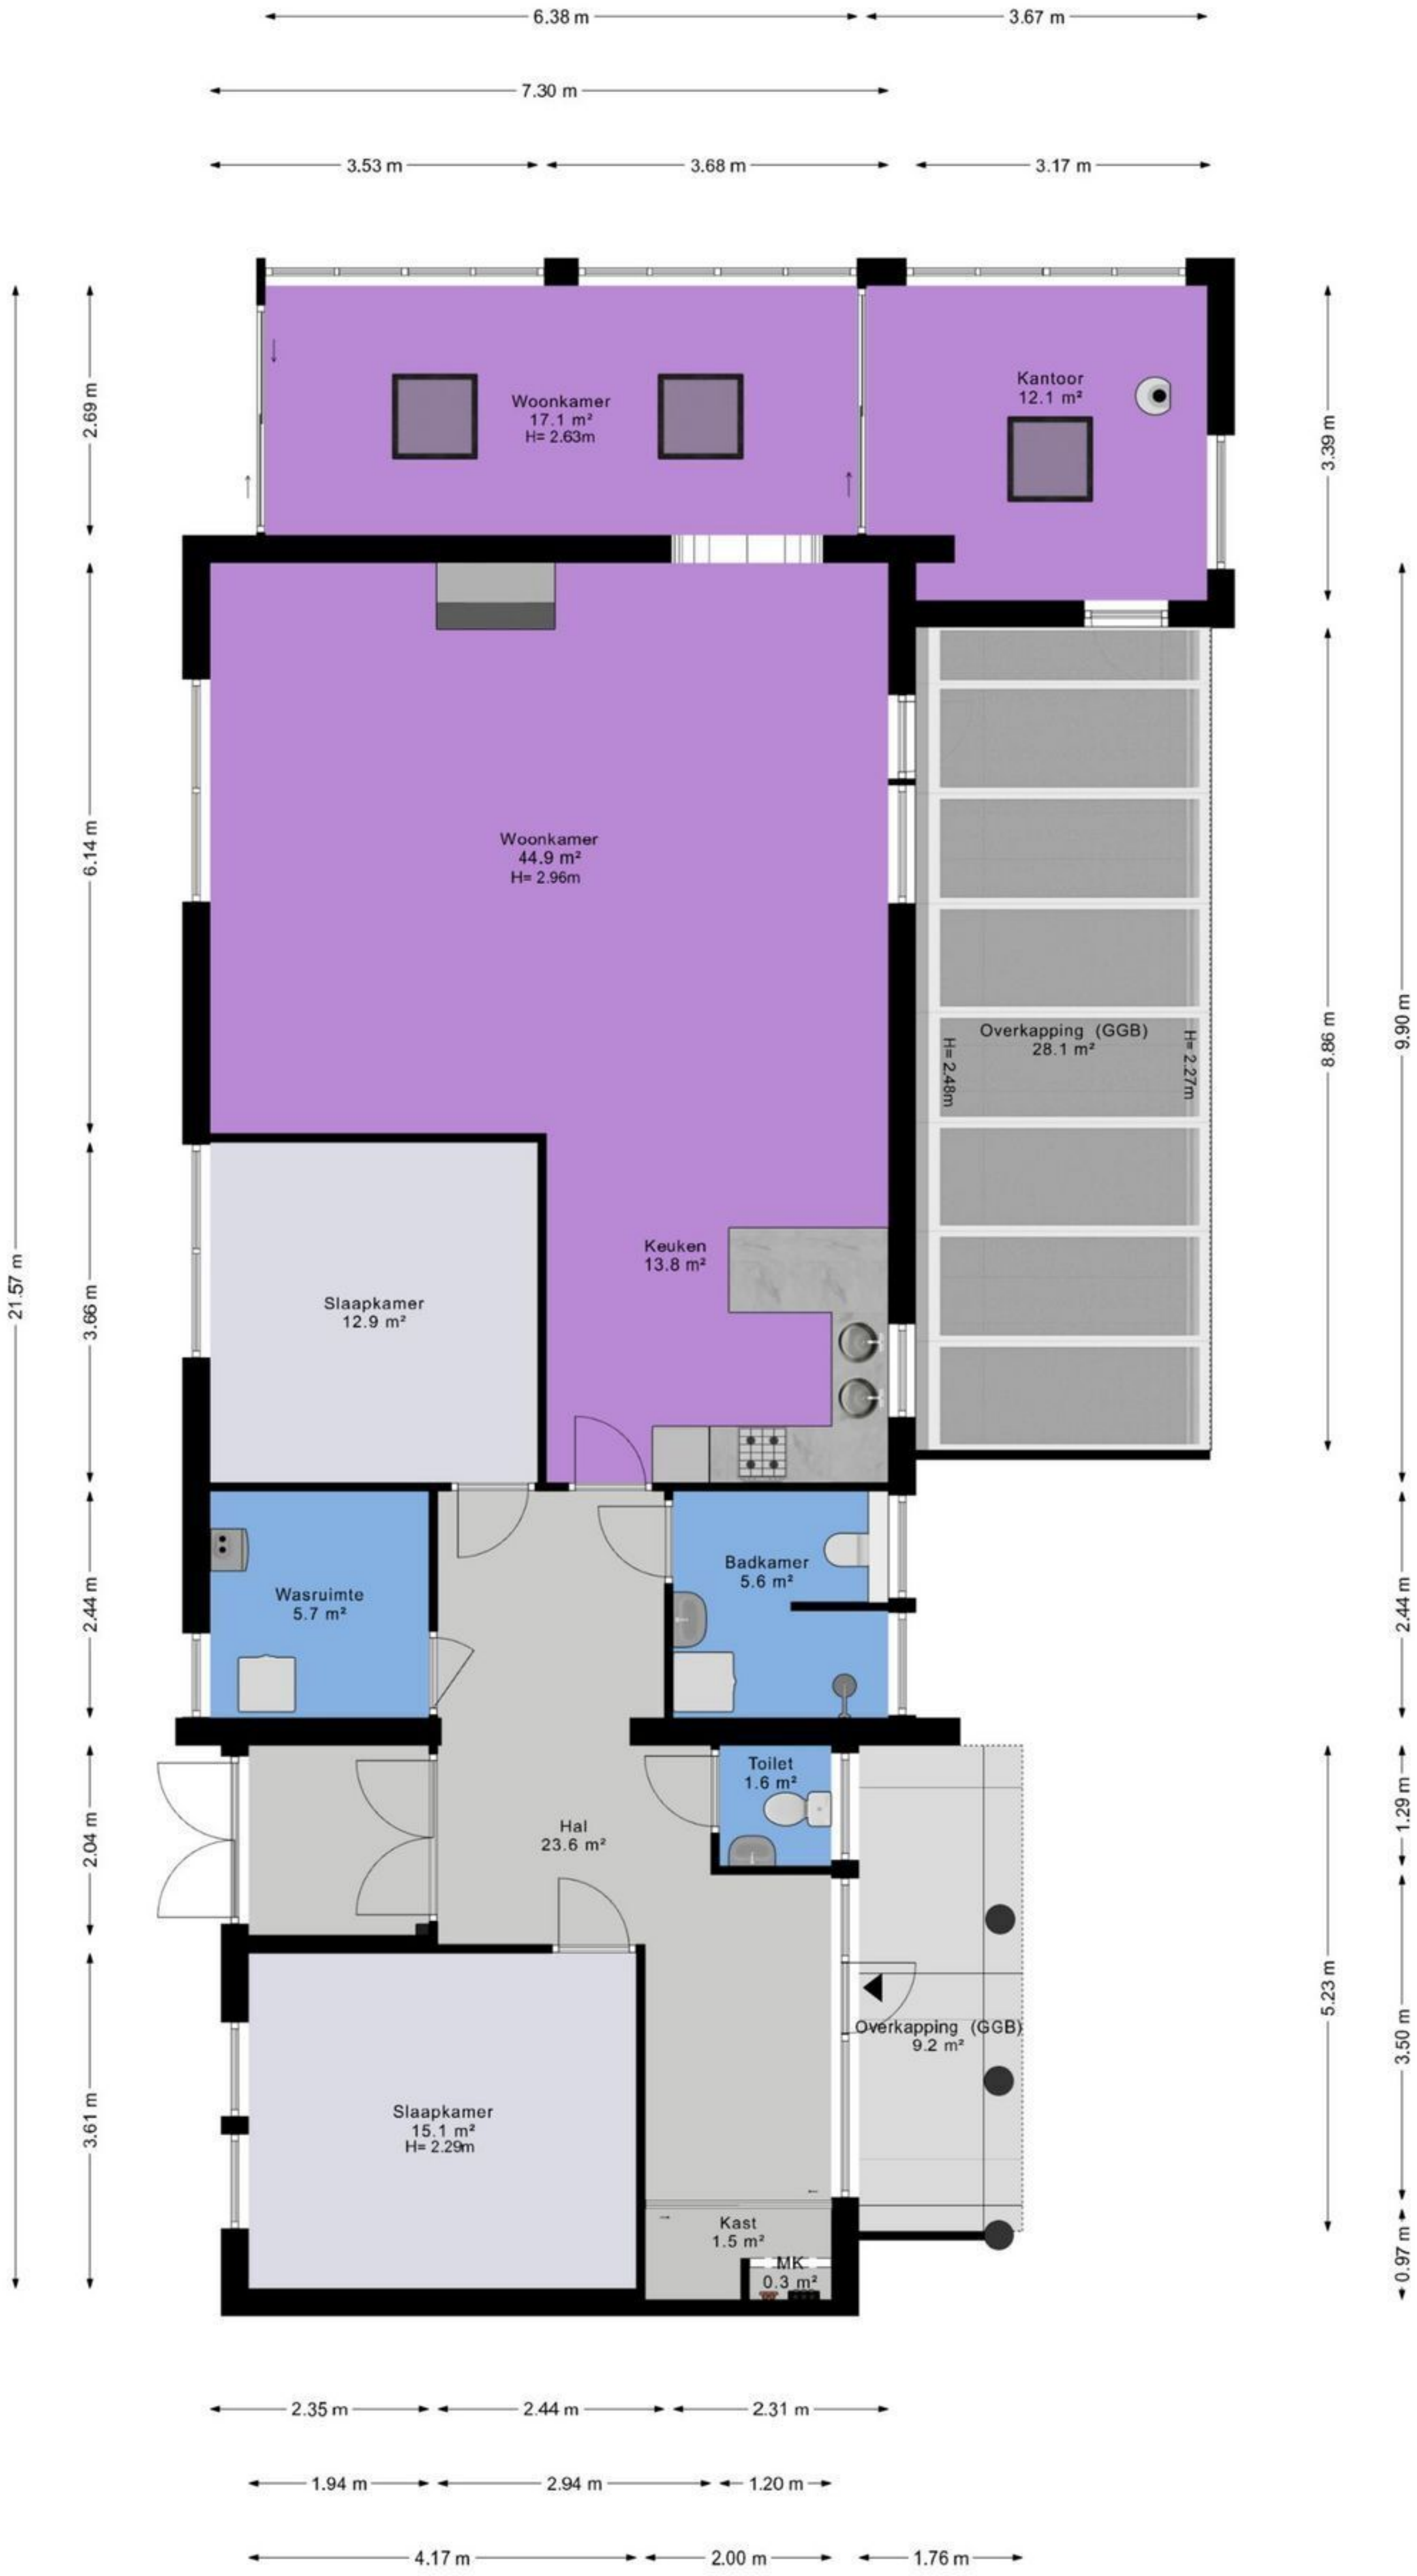 6.38 m
3.67 m
7.30 m
3.53 m
3.68 m
3.17 m
2.69 m
6.14 m
21.57 m
3.66 m
2.44 m
2.04 m
3.61 m
Woonkamer
17.1 m²
H= 2.63m
Kantoor
12.1 m²
3.39 m
Woonkamer
44.9 m²
H= 2.96m
Overkapping (GGB)
28.1 m²
H= 2.48m
H= 2.27m
8.86 m
9.90 m
Keuken
13.8 m²
Slaapkamer
12.9 m²
Badkamer
5.6 m²
Wasruimte
5.7 m²
2.44 m
Toilet
1.6 m²
1.29 m
Hal
23.6 m²
5.23 m
3.50 m
Overkapping (GGB)
9.2 m²
Slaapkamer
15.1 m²
H= 2.29m
Kast
1.5 m²
MK
0.3 m²
0.97 m
2.35 m
2.44 m
2.31 m
1.94 m
2.94 m
1.20 m
4.17 m
2.00 m
1.76 m